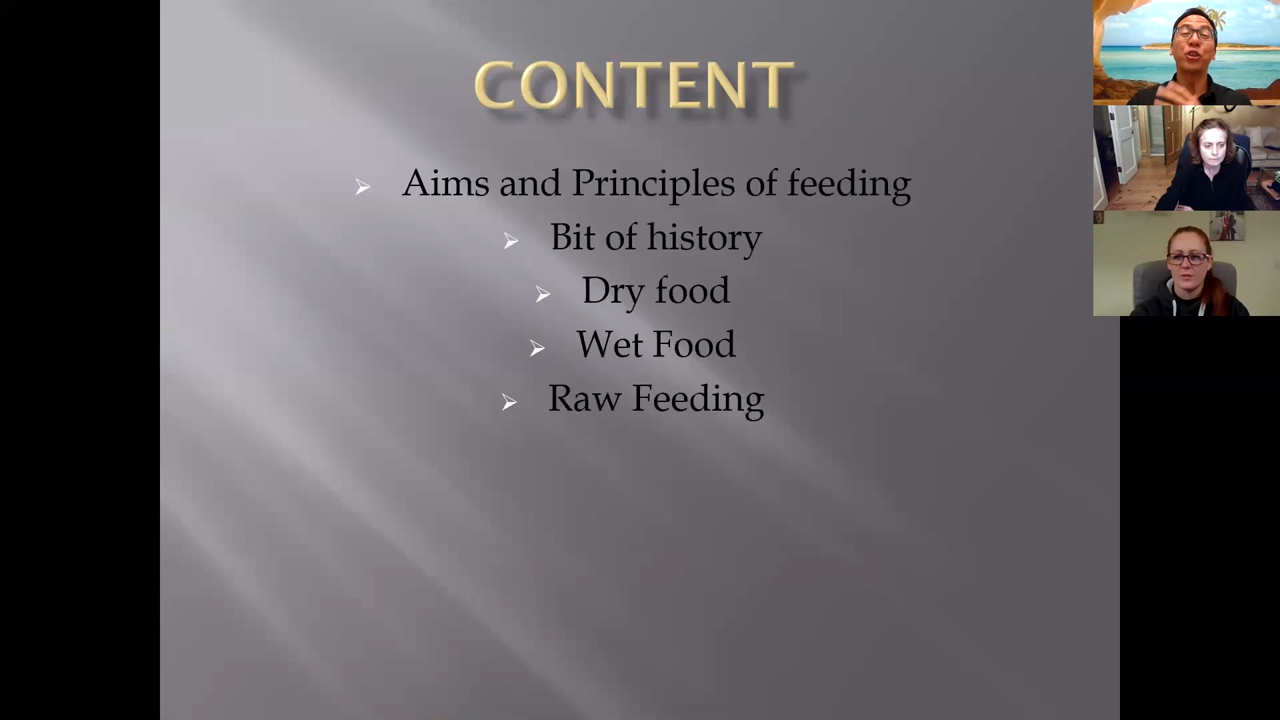 CONTENT
Aims and Principles of feeding
Bit of history
Dry food
Wet Food
Raw Feeding